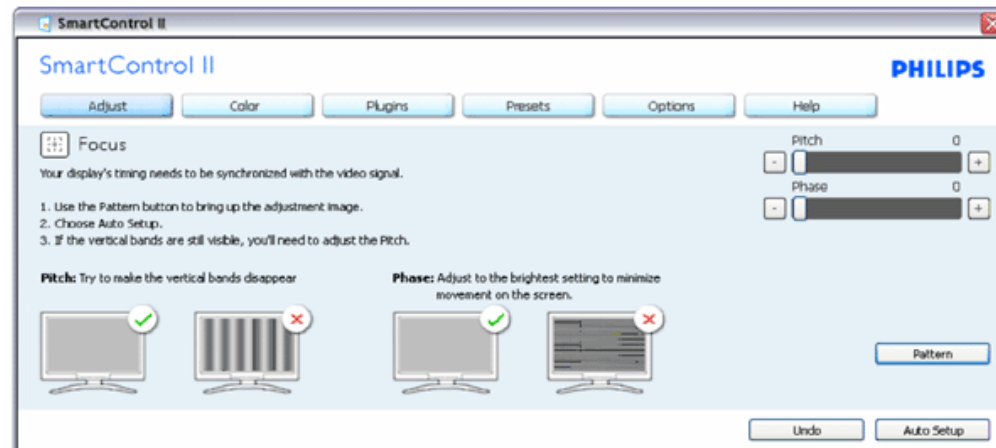 SmartControl II
SmartControl II
PHILIPS
Adjust Color Plugins Presets Options Help
Focus
Your display's timing needs to be synchronized with the video signal.
1. Use the Pattern button to bring up the adjustment image.
2. Choose Auto Setup.
3. If the vertical bands are still visible, you'll need to adjust the Pitch.
Pitch 0
- +
Phase 0
- +
Pitch: Try to make the vertical bands disappear
Phase: Adjust to the brightest setting to minimize
movement on the screen.
Pattern
Undo Auto Setup